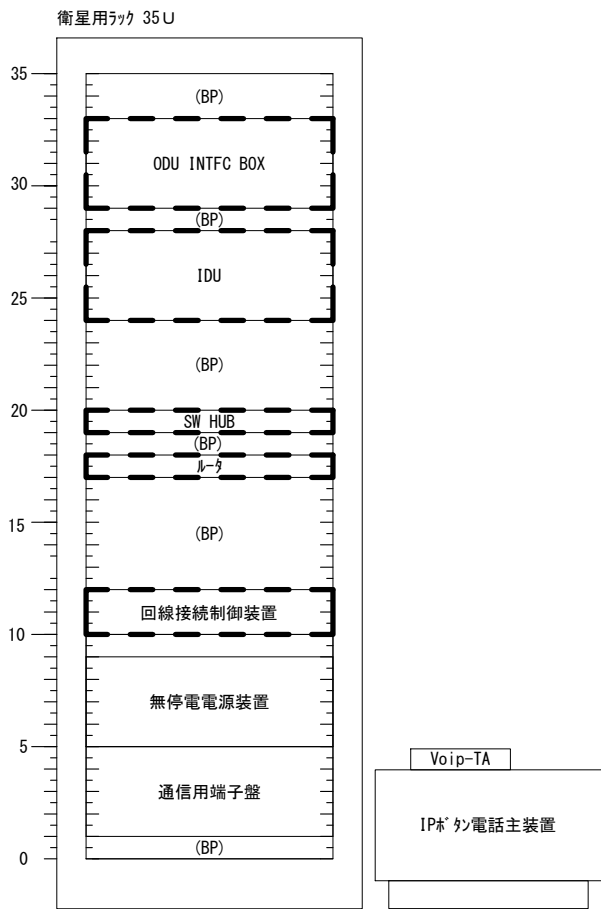 衛星用ﾗｯｸ 35U
35
(BP)
ODU INTFC BOX
30
(BP)
IDU
25
(BP)
20
SW HUB
(BP)
ﾙｰﾀ
15
(BP)
回線接続制御装置
10
無停電電源装置
5
Voip-TA
通信用端子盤
IPﾎﾞﾀﾝ電話主装置
(BP)
0